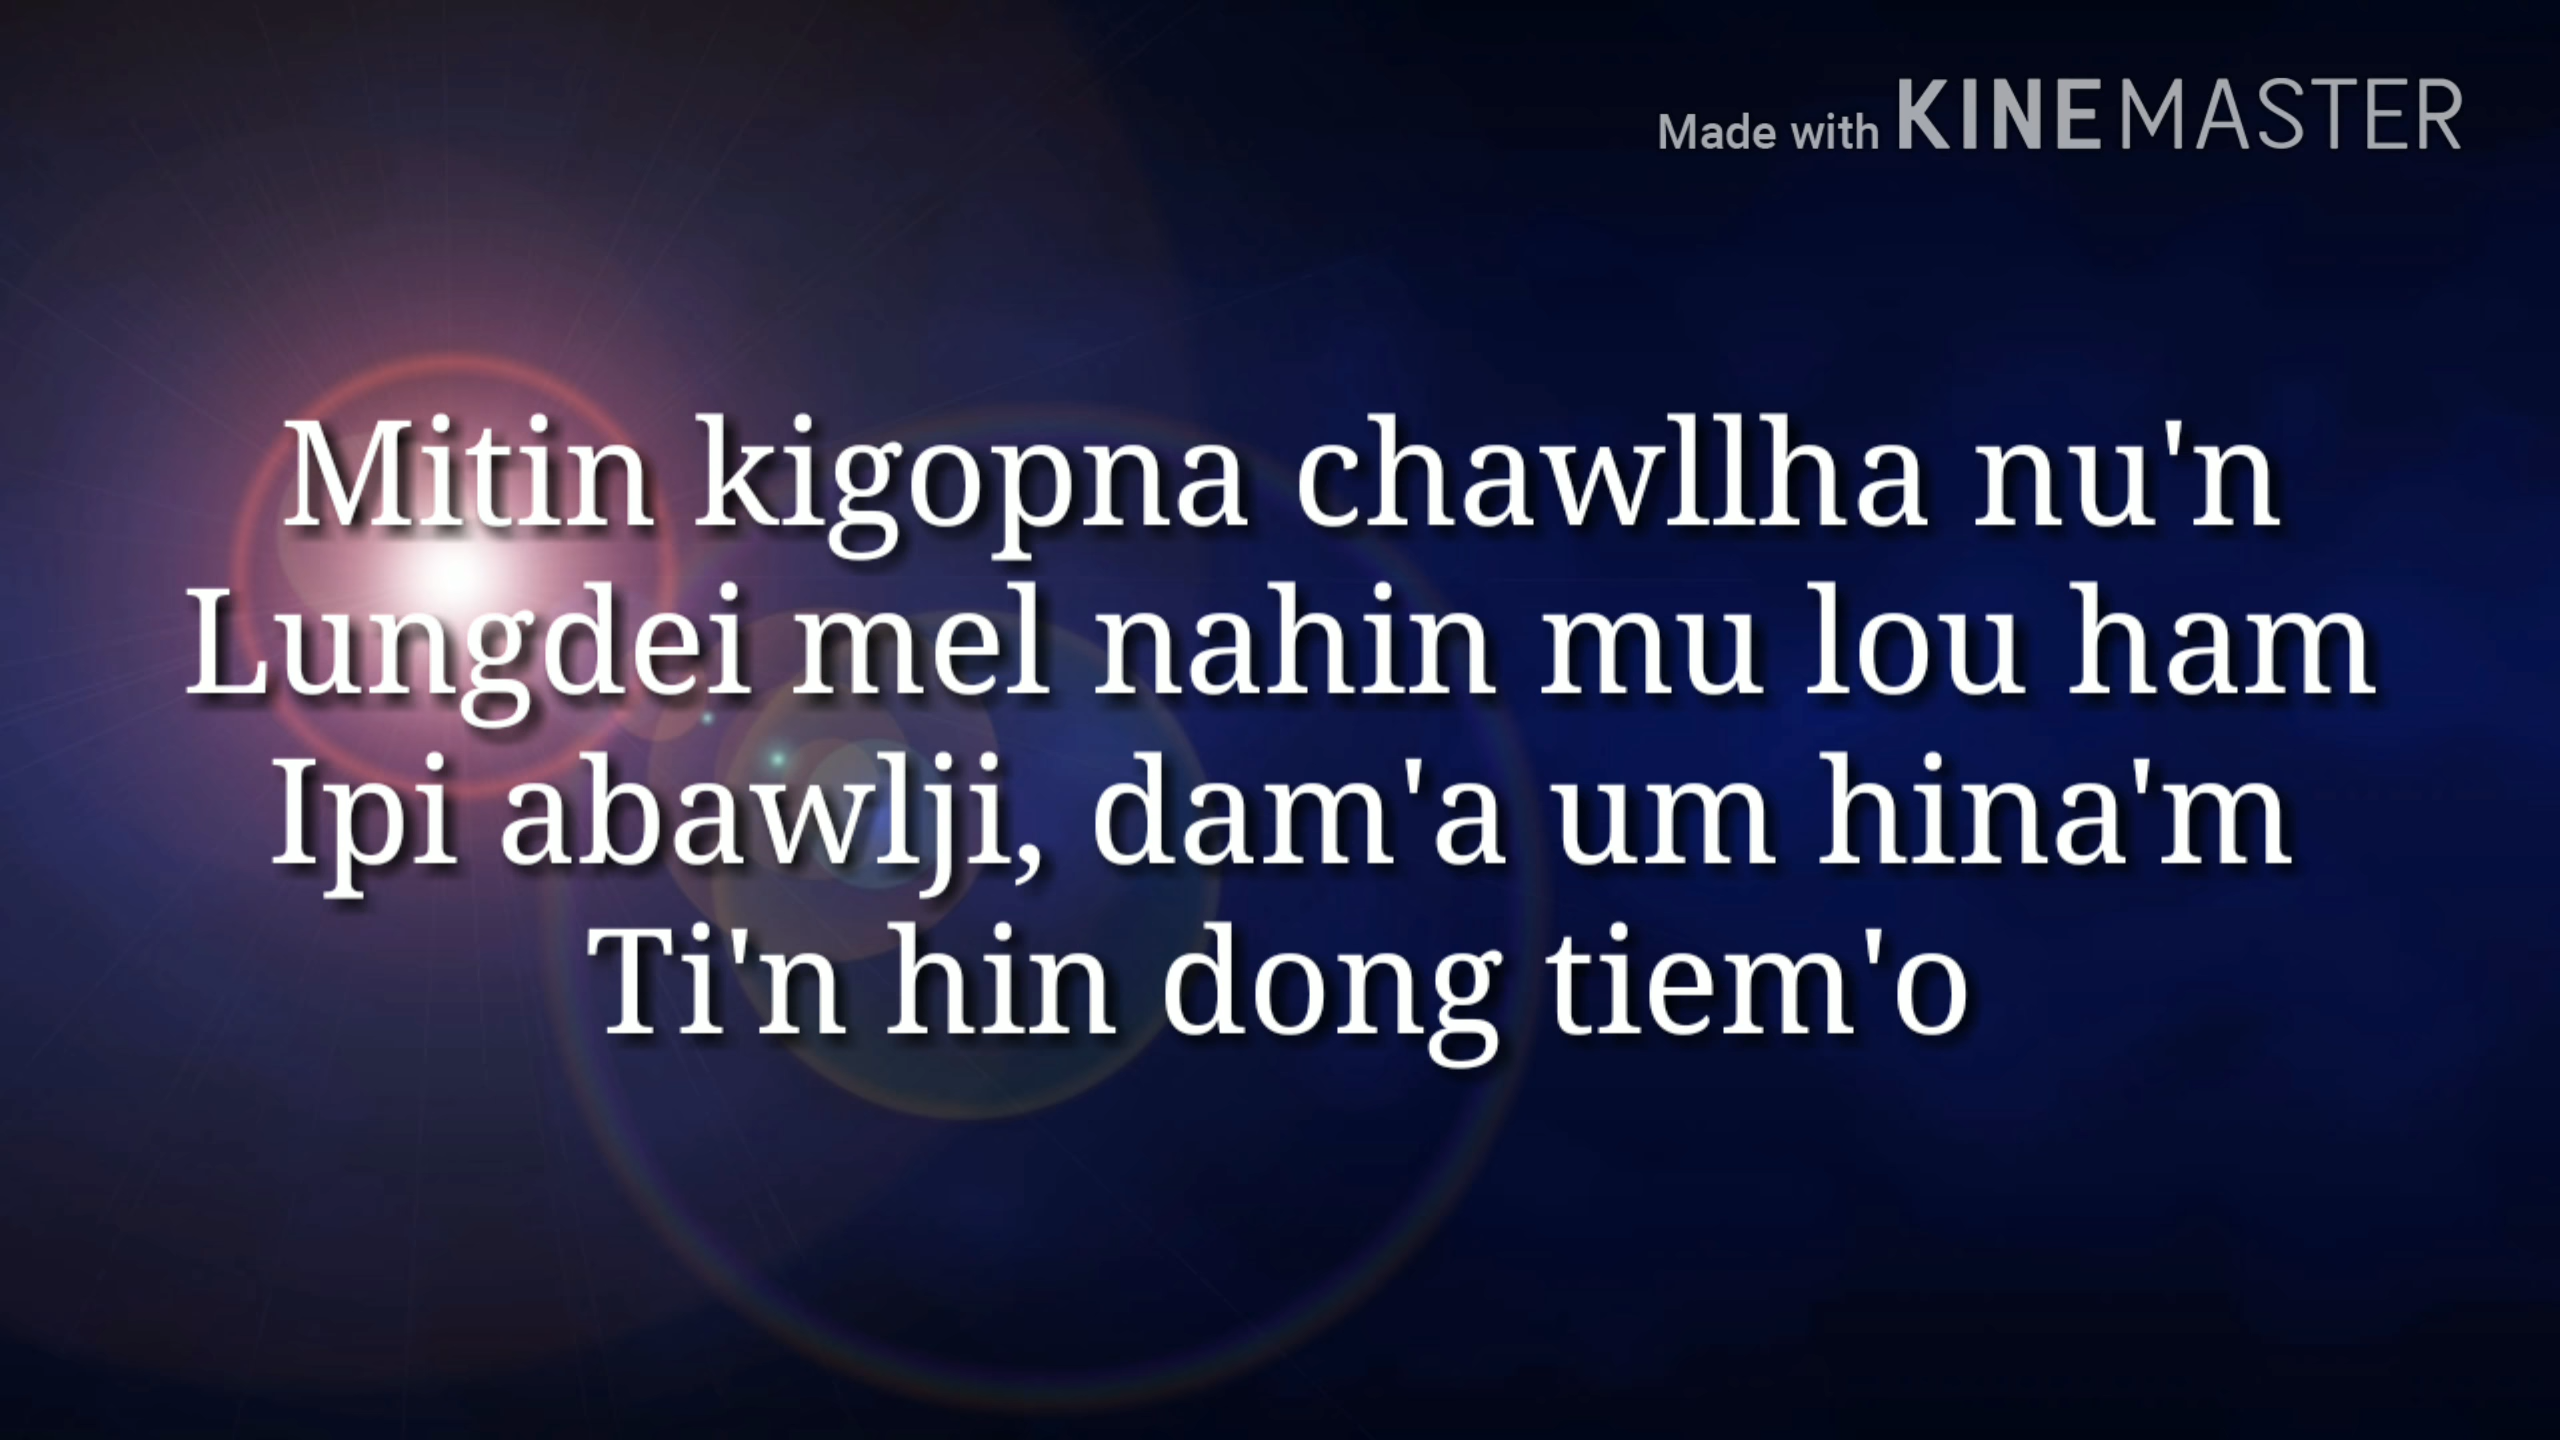 Made with KINEMASTER
Mitin kigopna chawllha nu'n
Lungdei mel nahin mu lou ham
Ipi abawlji, dam'a um hina'm
Ti'n hin dong tiem'o